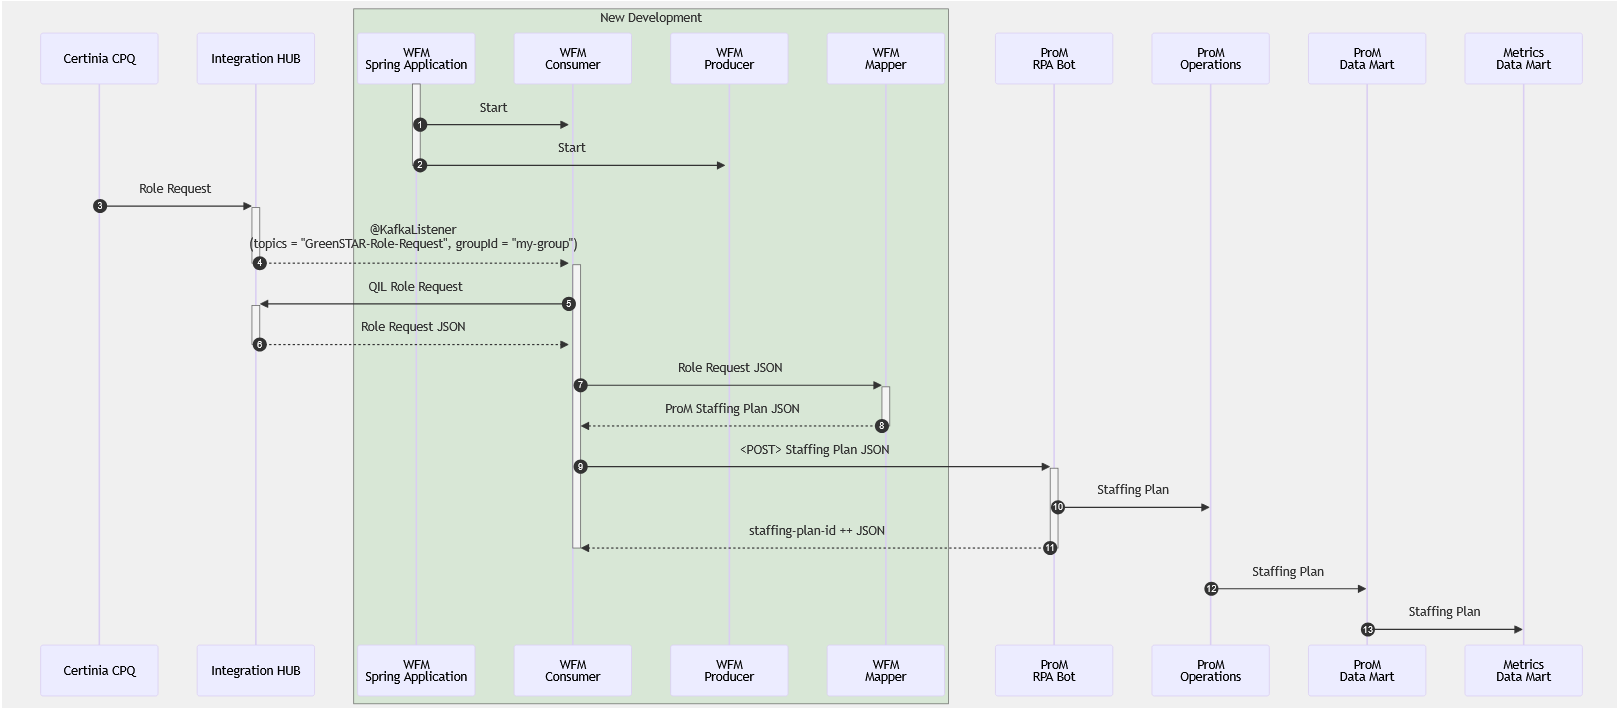 New Development
Certinia CPQ
Integration HUB
WFM
Spring Application
WFM
Consumer
WFM
Producer
WFM
Mapper
ProM
RPA Bot
ProM
Operations
ProM
Data Mart
Metrics
Data Mart
Start
1
Start
2
Role Request
3
@KafkaListener
(topics = "GreenSTAR-Role-Request", groupId = "my-group")
4
QIL Role Request
5
Role Request JSON
6
Role Request JSON
7
ProM Staffing Plan JSON
8
<POST> Staffing Plan JSON
9
Staffing Plan
10
staffing-plan-id ++ JSON
11
Staffing Plan
12
Staffing Plan
13
Certinia CPQ
Integration HUB
WFM
Spring Application
WFM
Consumer
WFM
Producer
WFM
Mapper
ProM
RPA Bot
ProM
Operations
ProM
Data Mart
Metrics
Data Mart